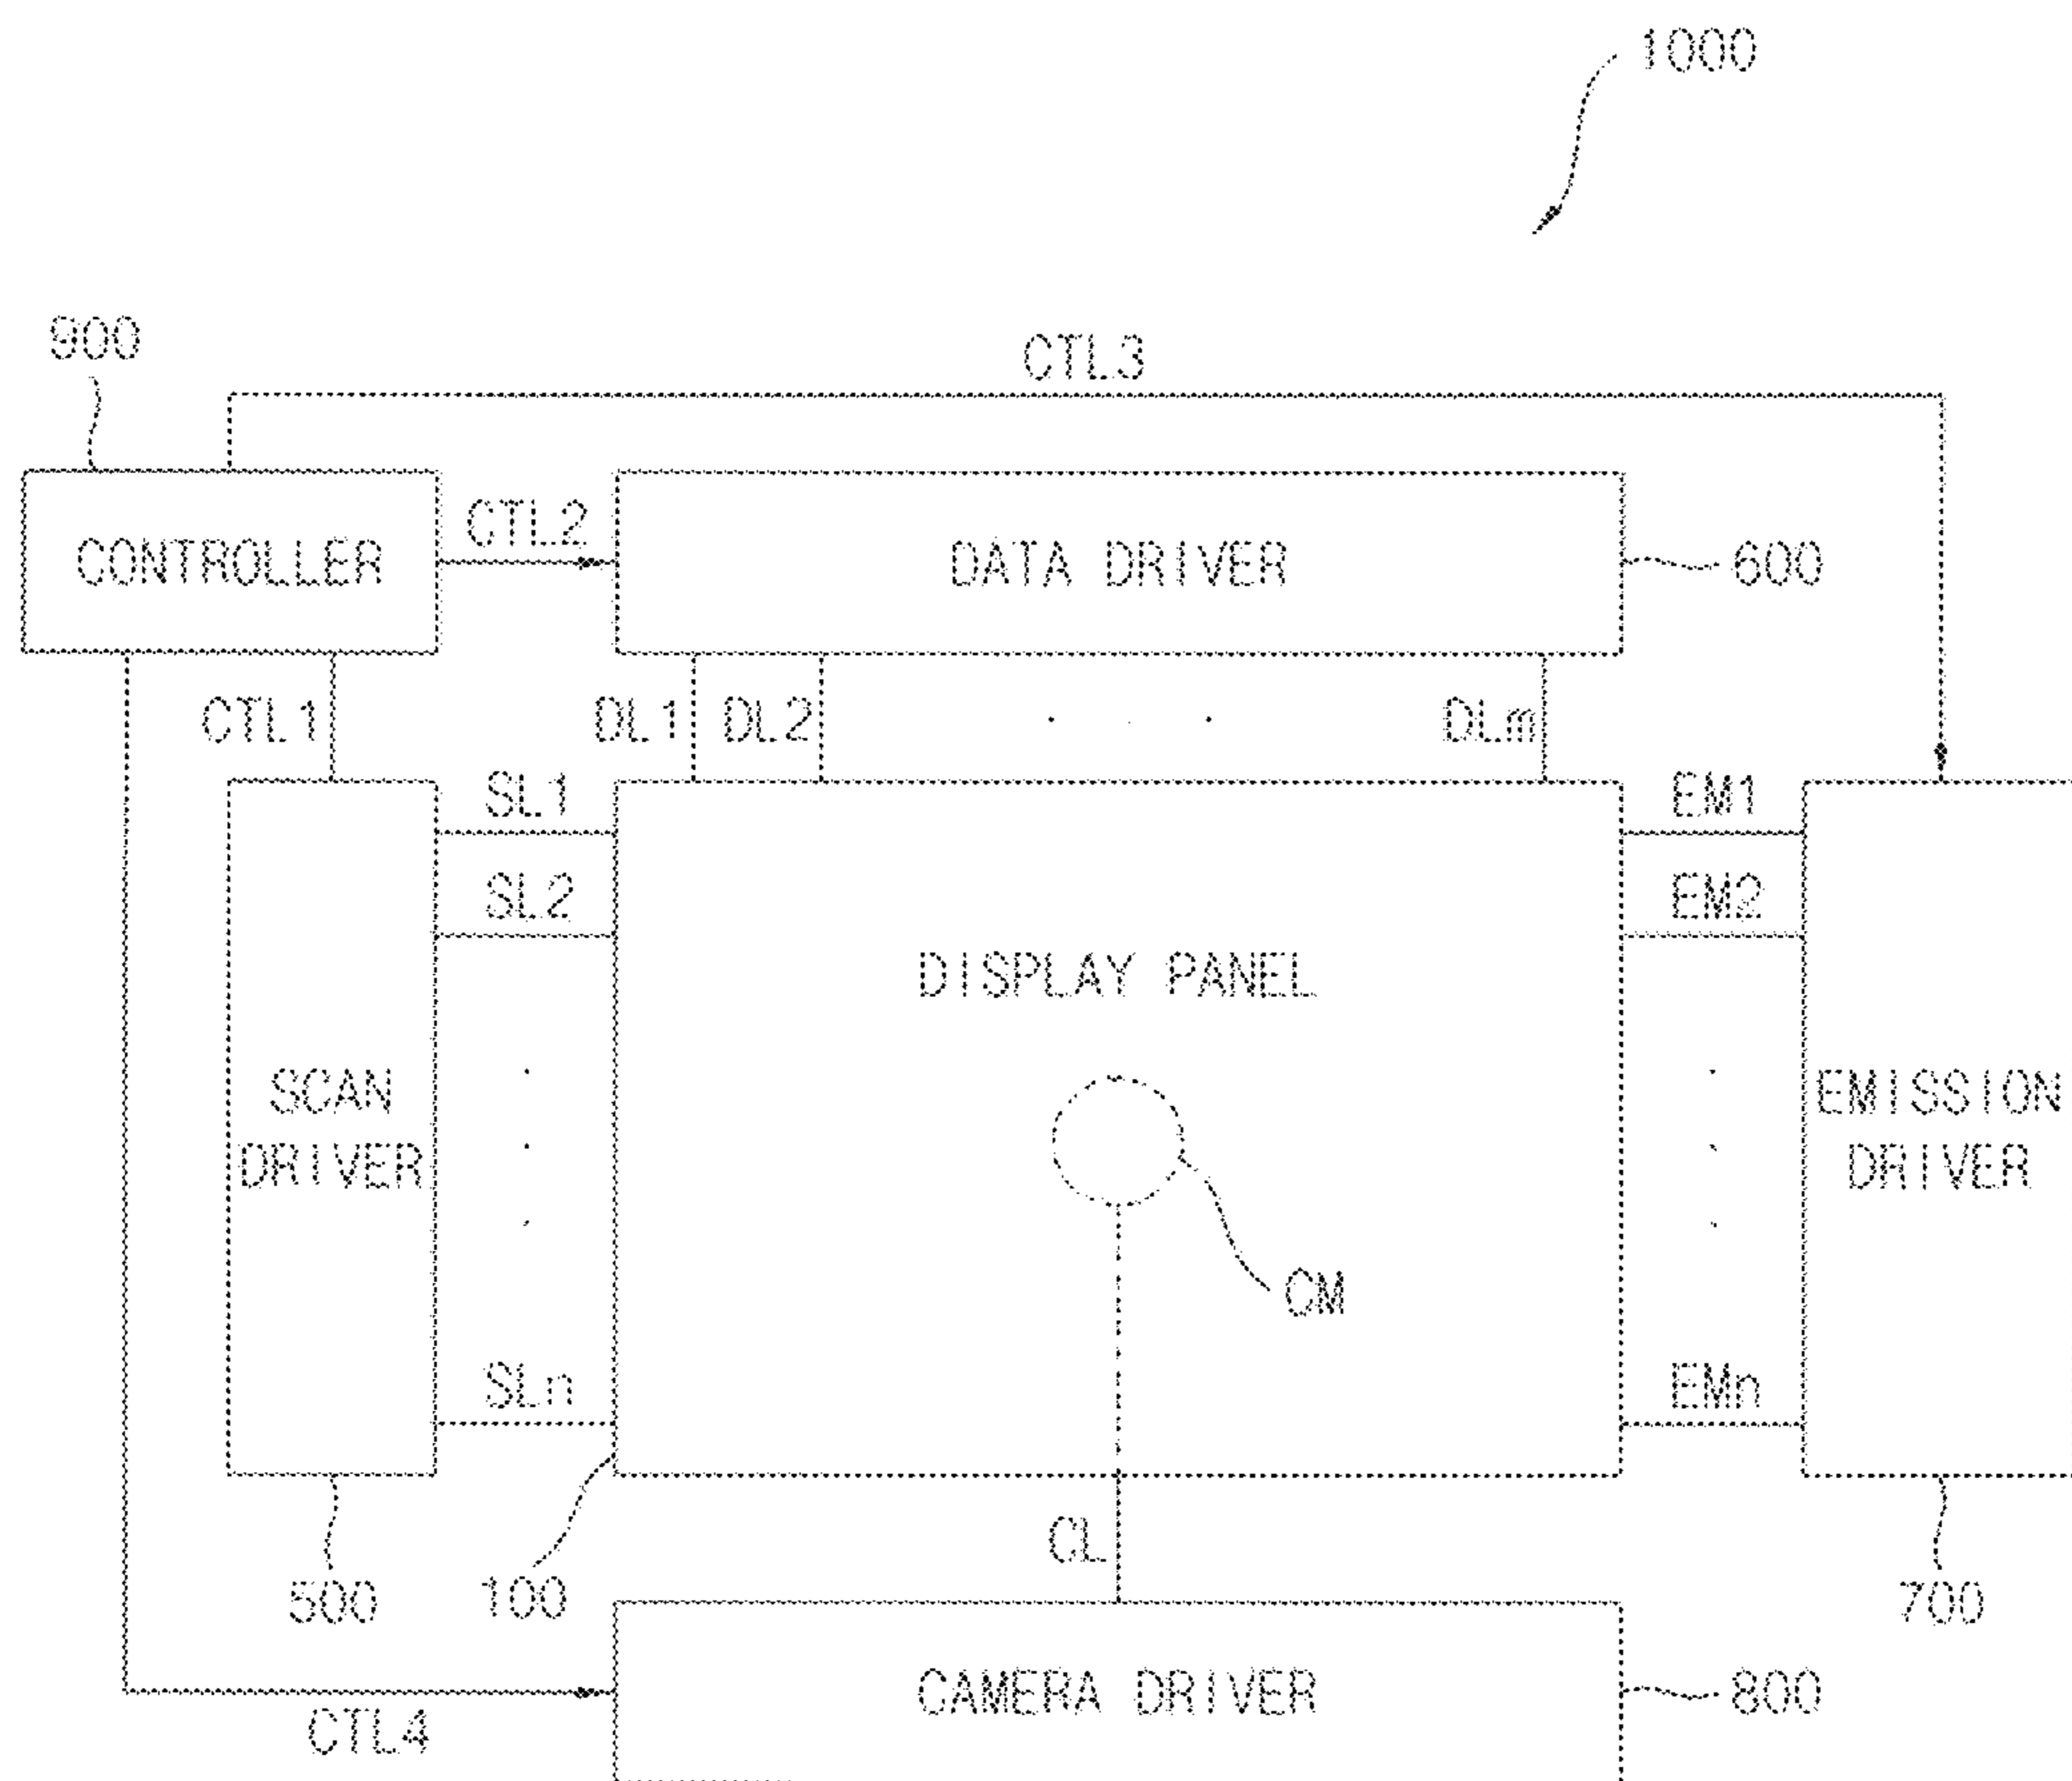 1000
900
CTL3
CONTROLLER
CTL2
DATA DRIVER
600
CTL1
DL1
DL2
DLm
SL1
EM1
SL2
EM2
DISPLAY PANEL
SCAN
DRIVER
EMISSION
DRIVER
CM
SLn
EMn
CL
500
100
700
CAMERA DRIVER
800
CTL4